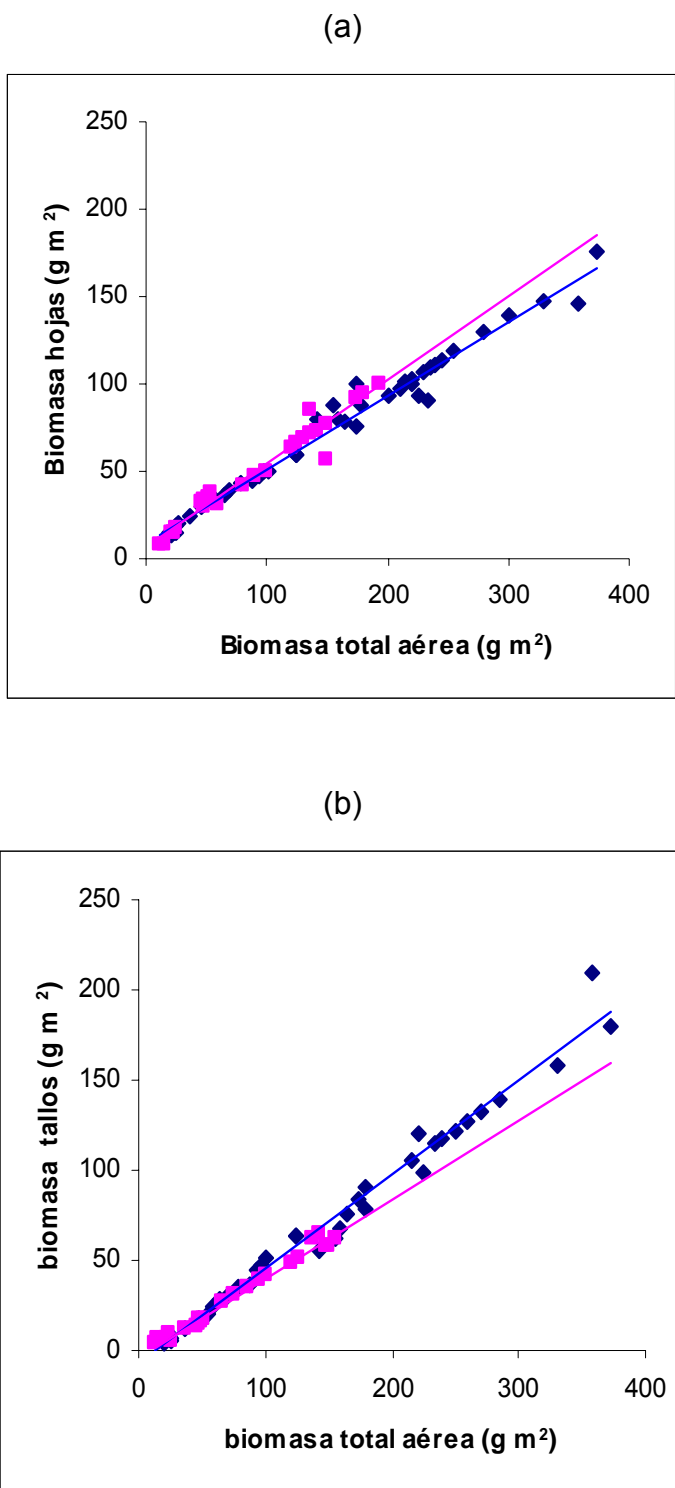 (a)
250
200
150
100
50
0
0 100 200 300 400
Biomasa hojas (g m ²)
Biomasa total aérea (g m²)
(b)
250
200
150
100
50
0
0 100 200 300 400
biomasa tallos (g m ²)
biomasa total aérea (g m²)